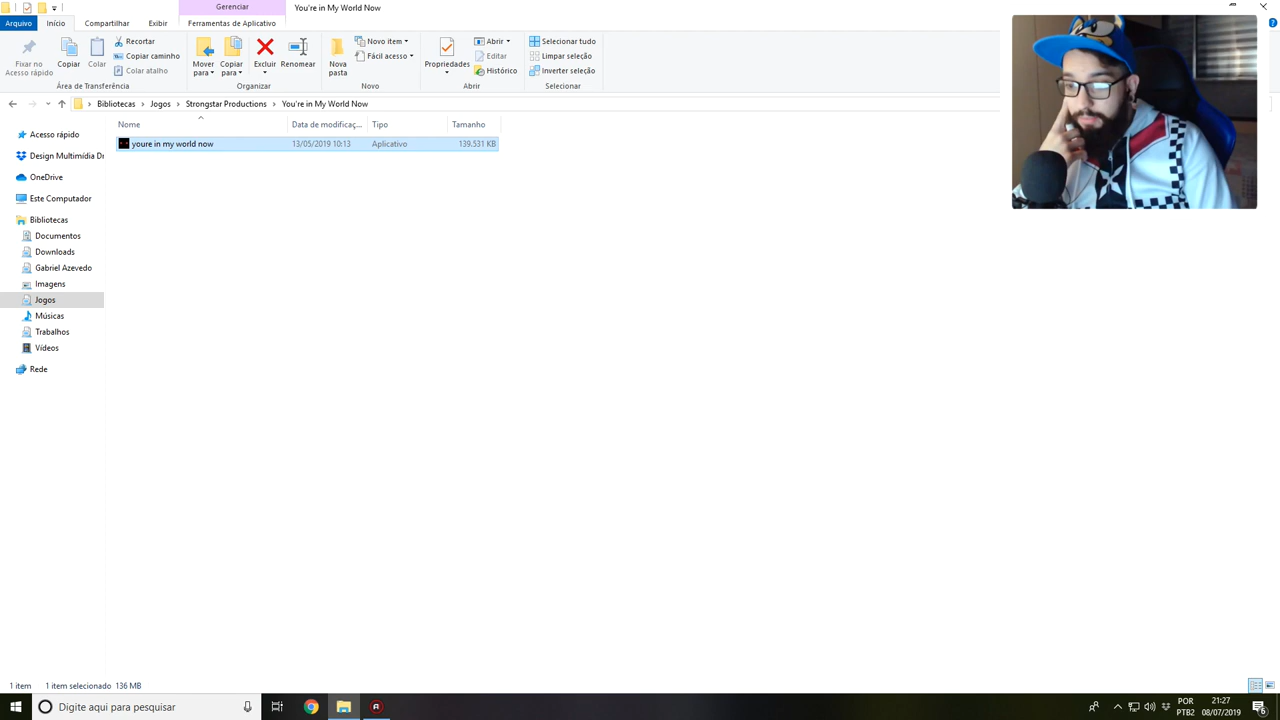 Gerenciar
You're in My World Now
Arquivo
Início
Compartilhar
Exibir
Ferramentas de Aplicativo
Fixar no
Acesso rápido
Copiar
Colar
Recortar
Copiar caminho
Colar atalho
Área de Transferência
Mover
para
Copiar
para
Excluir
Renomear
Organizar
Nova
pasta
Novo item
Fácil acesso
Novo
Propriedades
Abrir
Editar
Histórico
Abrir
Selecionar tudo
Limpar seleção
Inverter seleção
Selecionar
Bibliotecas
Jogos
Strongstar Productions
You're in My World Now
Nome
Data de modificaç...
Tipo
Tamanho
youre in my world now
13/05/2019 10:13
Aplicativo
139.531 KB
Acesso rápido
Design Multimídia Dr
OneDrive
Este Computador
Bibliotecas
Documentos
Downloads
Gabriel Azevedo
Imagens
Jogos
Músicas
Trabalhos
Vídeos
Rede
1 item
1 item selecionado 136 MB
Digite aqui para pesquisar
POR
PTB2
21:27
08/07/2019
6